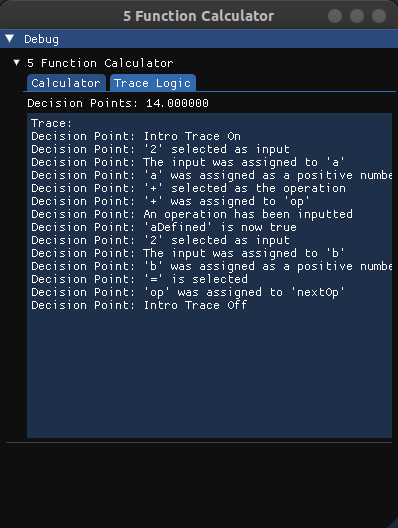 5 Function Calculator
Debug
5 Function Calculator
Calculator Trace Logic
Decision Points: 14.000000
Trace:
Decision Point: Intro Trace On
Decision Point: '2' selected as input
Decision Point: The input was assigned to 'a'
Decision Point: 'a' was assigned as a positive numbe
Decision Point: '+' selected as the operation
Decision Point: '+' was assigned to 'op'
Decision Point: An operation has been inputted
Decision Point: 'aDefined' is now true
Decision Point: '2' selected as input
Decision Point: The input was assigned to 'b'
Decision Point: 'b' was assigned as a positive numbe
Decision Point: '=' is selected
Decision Point: 'op' was assigned to 'nextOp'
Decision Point: Intro Trace Off